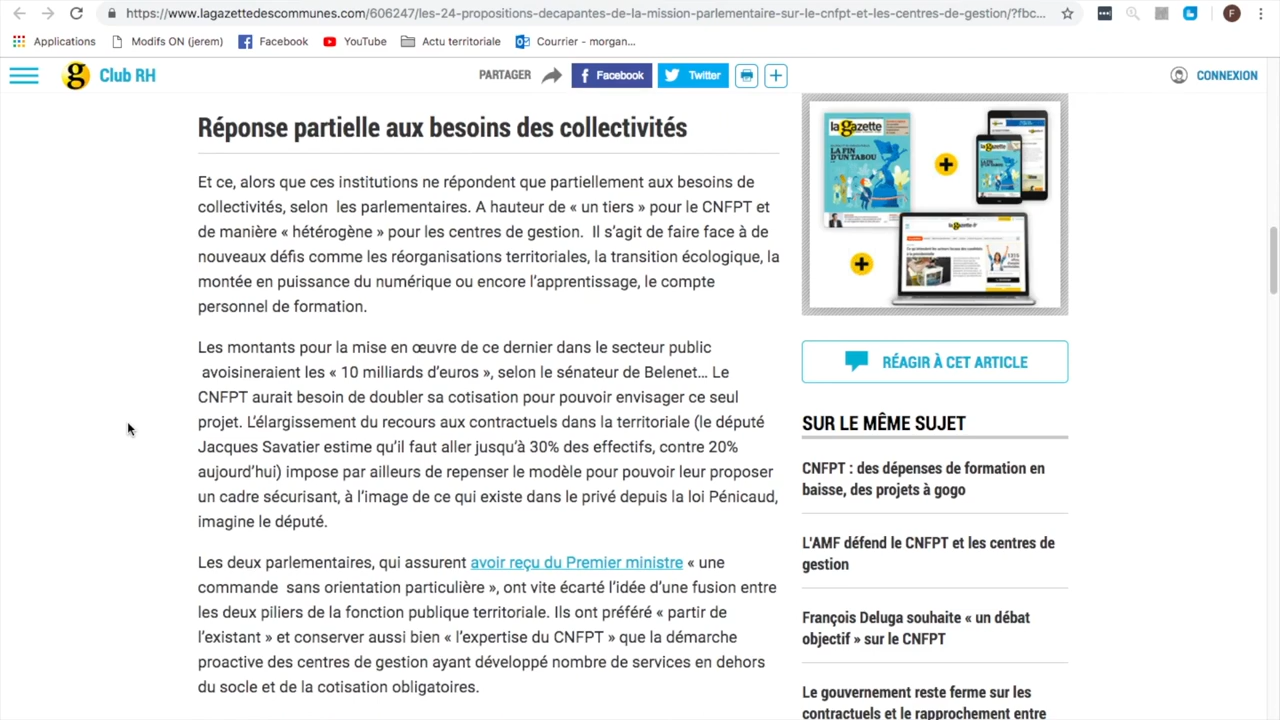 https://www.lagazettedescommunes.com/606247/les-24-propositions-decapantes-de-la-mission-parlementaire-sur-le-cnfpt-et-les-centres-de-gestion/?fbc...
F
Applications
Modifs ON (jerem)
Facebook
YouTube
Actu territoriale
Courrier - morgan...
g
Club RH
PARTAGER
Facebook
Twitter
CONNEXION
Réponse partielle aux besoins des collectivités
Et ce, alors que ces institutions ne répondent que partiellement aux besoins de
collectivités, selon les parlementaires. A hauteur de « un tiers » pour le CNFPT et
de manière « hétérogène » pour les centres de gestion. Il s'agit de faire face à de
nouveaux défis comme les réorganisations territoriales, la transition écologique, la
montée en puissance du numérique ou encore l'apprentissage, le compte
personnel de formation.
Les montants pour la mise en œuvre de ce dernier dans le secteur public
avoisineraient les « 10 milliards d'euros », selon le sénateur de Belenet... Le
CNFPT aurait besoin de doubler sa cotisation pour pouvoir envisager ce seul
projet. L'élargissement du recours aux contractuels dans la territoriale (le député
Jacques Savatier estime qu'il faut aller jusqu'à 30% des effectifs, contre 20%
aujourd'hui) impose par ailleurs de repenser le modèle pour pouvoir leur proposer
un cadre sécurisant, à l'image de ce qui existe dans le privé depuis la loi Pénicaud,
imagine le député.
Les deux parlementaires, qui assurent avoir reçu du Premier ministre « une
commande sans orientation particulière », ont vite écarté l'idée d'une fusion entre
les deux piliers de la fonction publique territoriale. Ils ont préféré « partir de
l'existant » et conserver aussi bien « l'expertise du CNFPT » que la démarche
proactive des centres de gestion ayant développé nombre de services en dehors
du socle et de la cotisation obligatoires.
la gazette
LA FIN
D'UN TABOU
RÉAGIR À CET ARTICLE
SUR LE MÊME SUJET
CNFPT : des dépenses de formation en
baisse, des projets à gogo
L'AMF défend le CNFPT et les centres de
gestion
François Deluga souhaite « un débat
objectif » sur le CNFPT
Le gouvernement reste ferme sur les
contractuels et le rapprochement entre